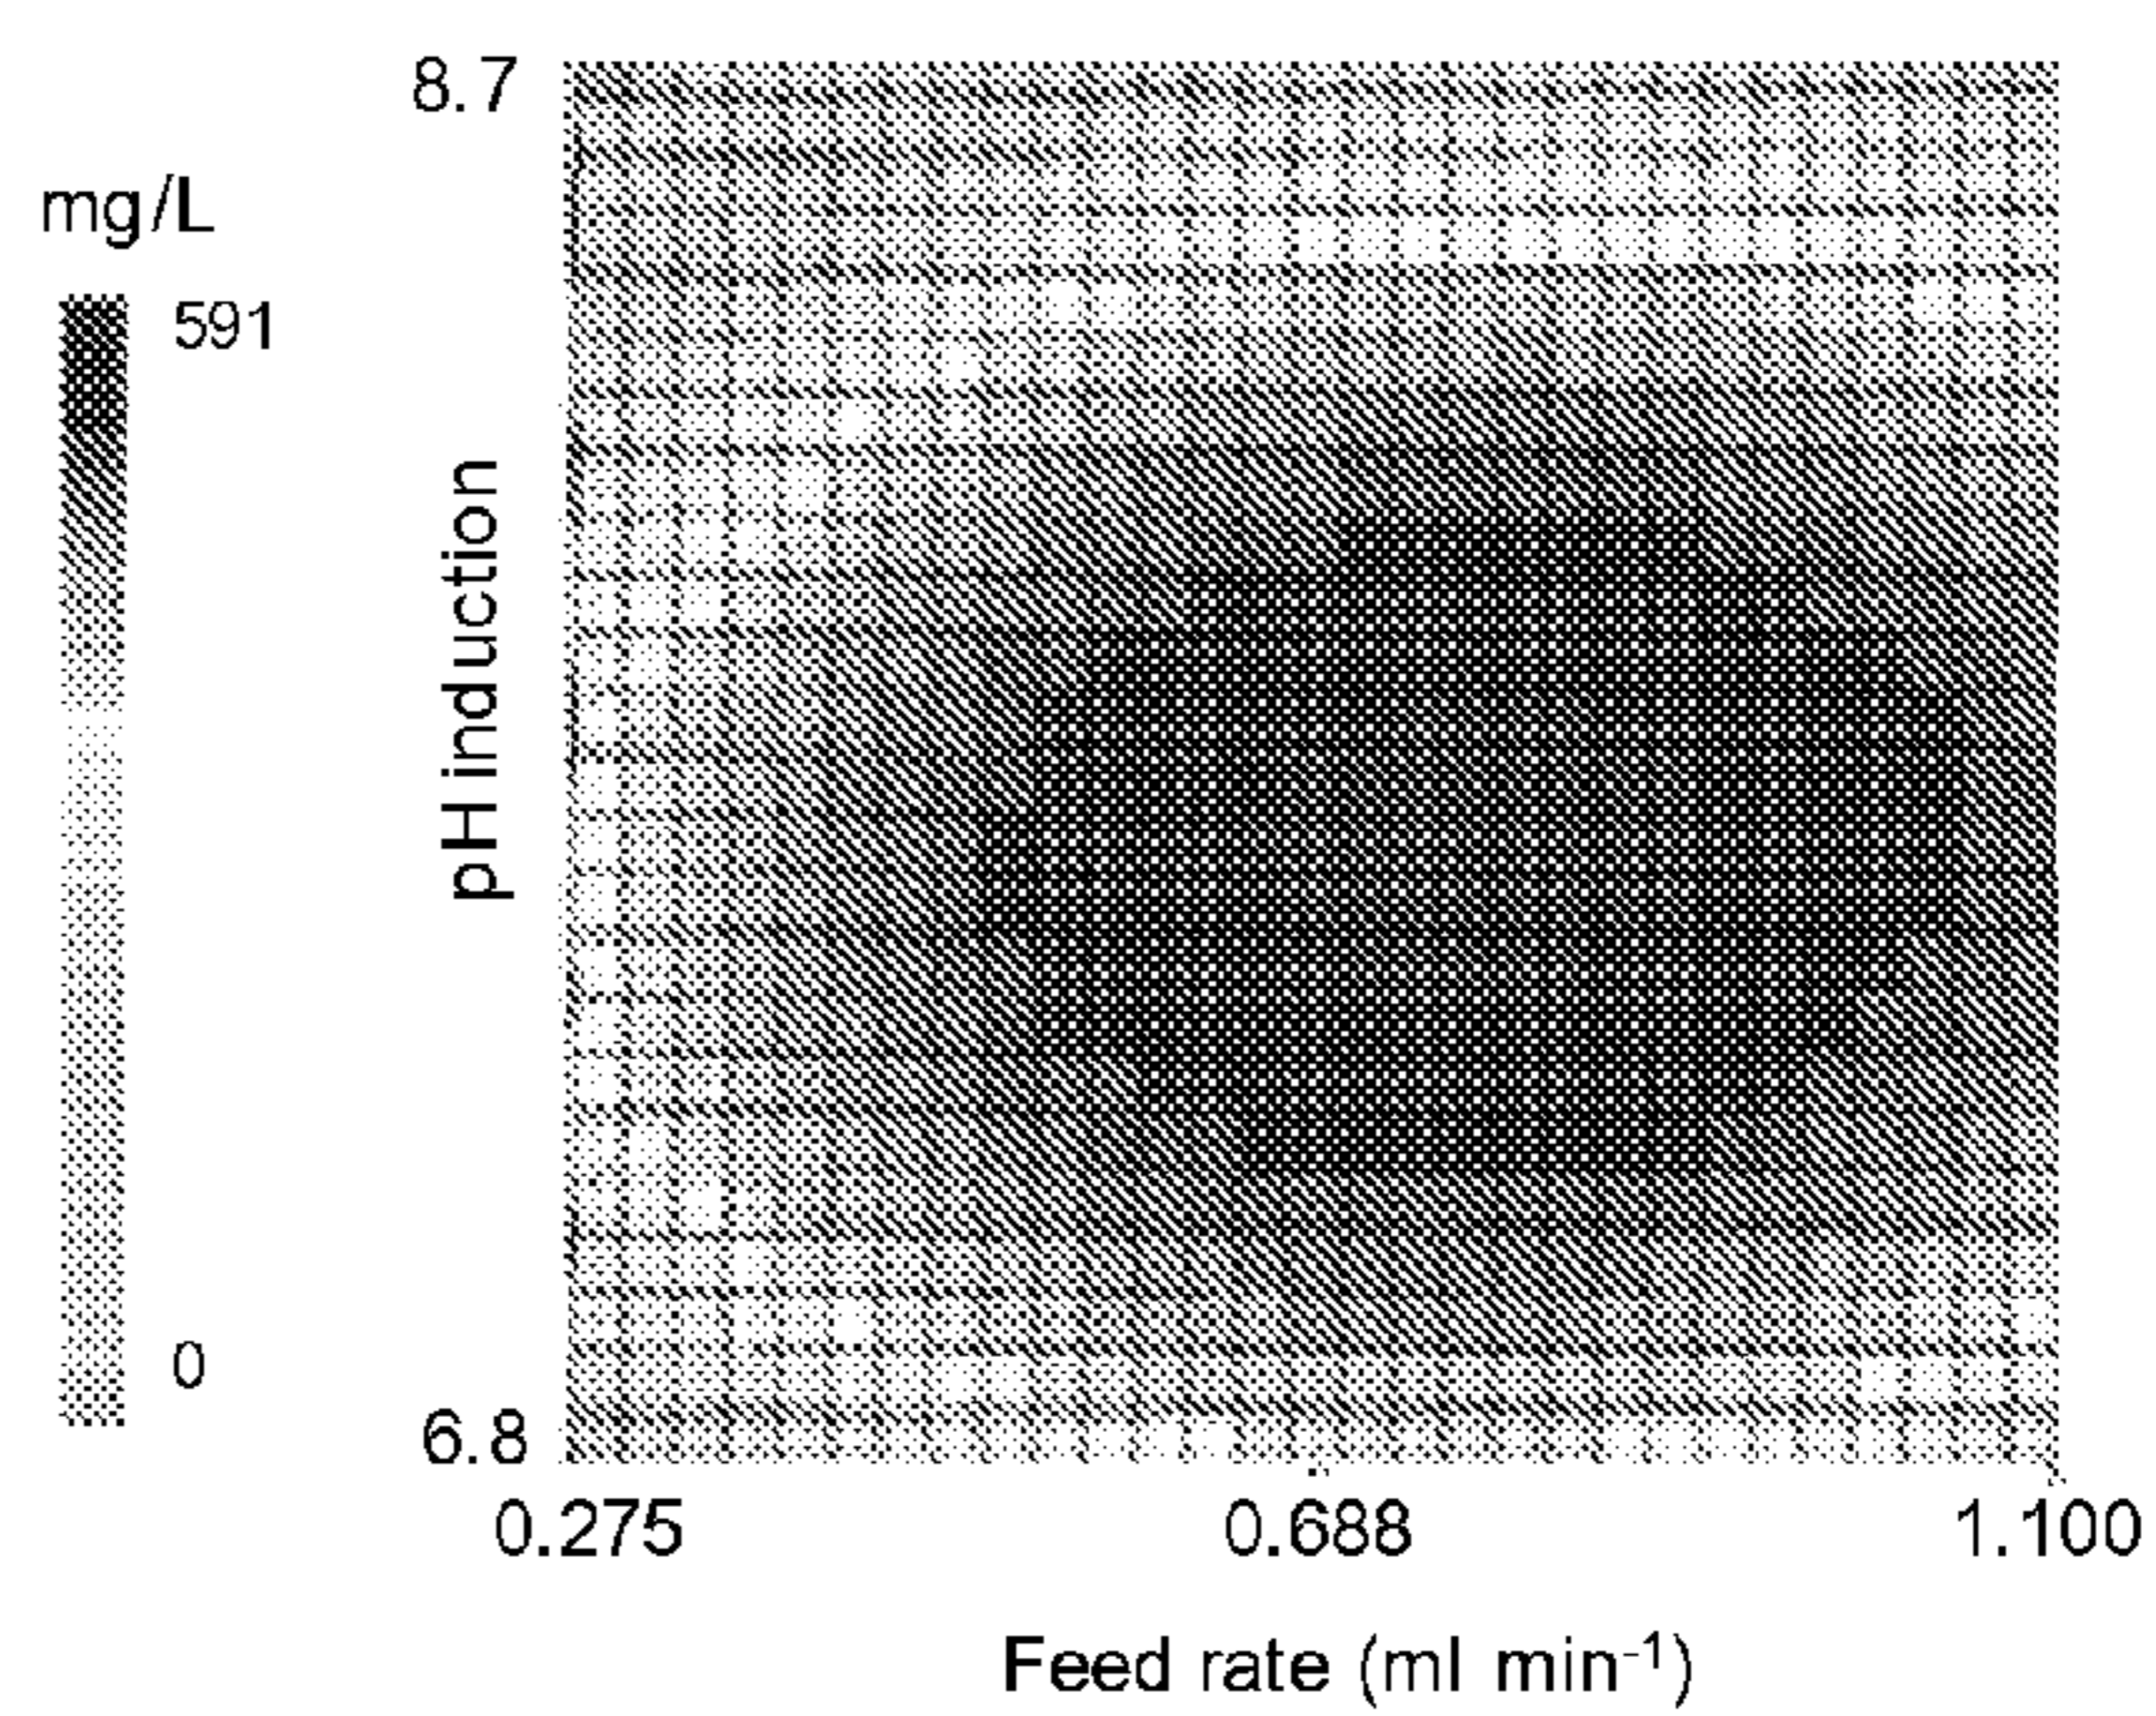 8.7
mg/L
591
pH induction
0
6.8
0.275 0.688 1.100
Feed rate (ml min⁻¹)